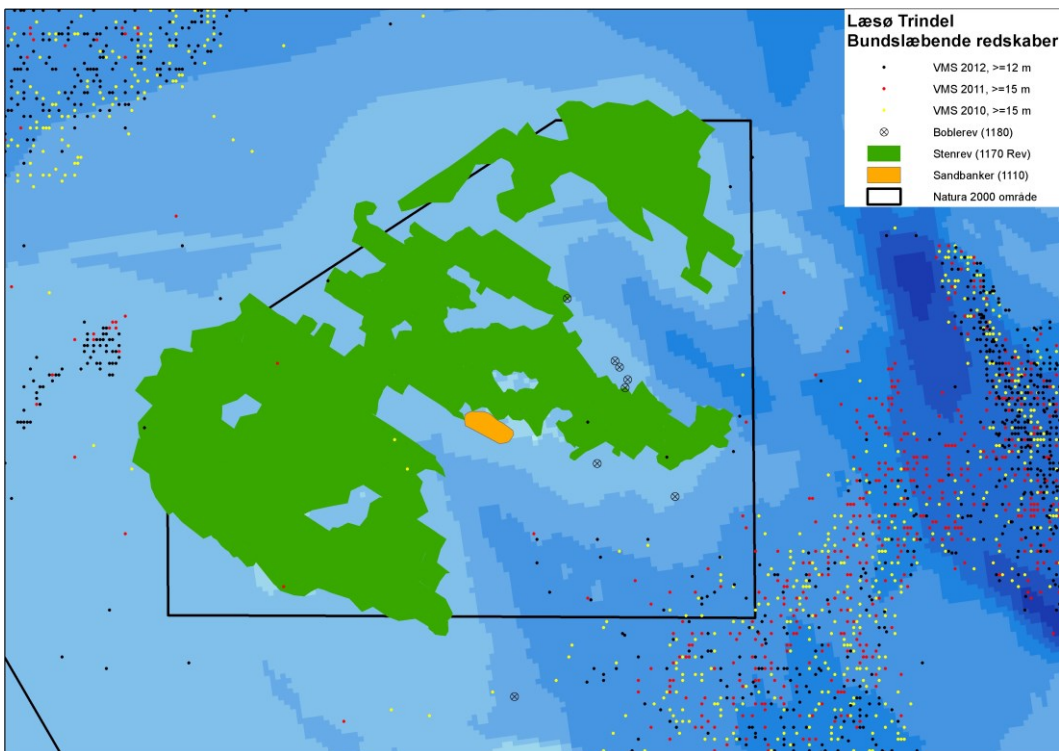 Læsø Trindel
Bundslæbende redskaber
VMS 2012, >=12 m
VMS 2011, >=15 m
VMS 2010, >=15 m
Boblerev (1180)
Stenrev (1170 Rev)
Sandbanker (1110)
Natura 2000 område